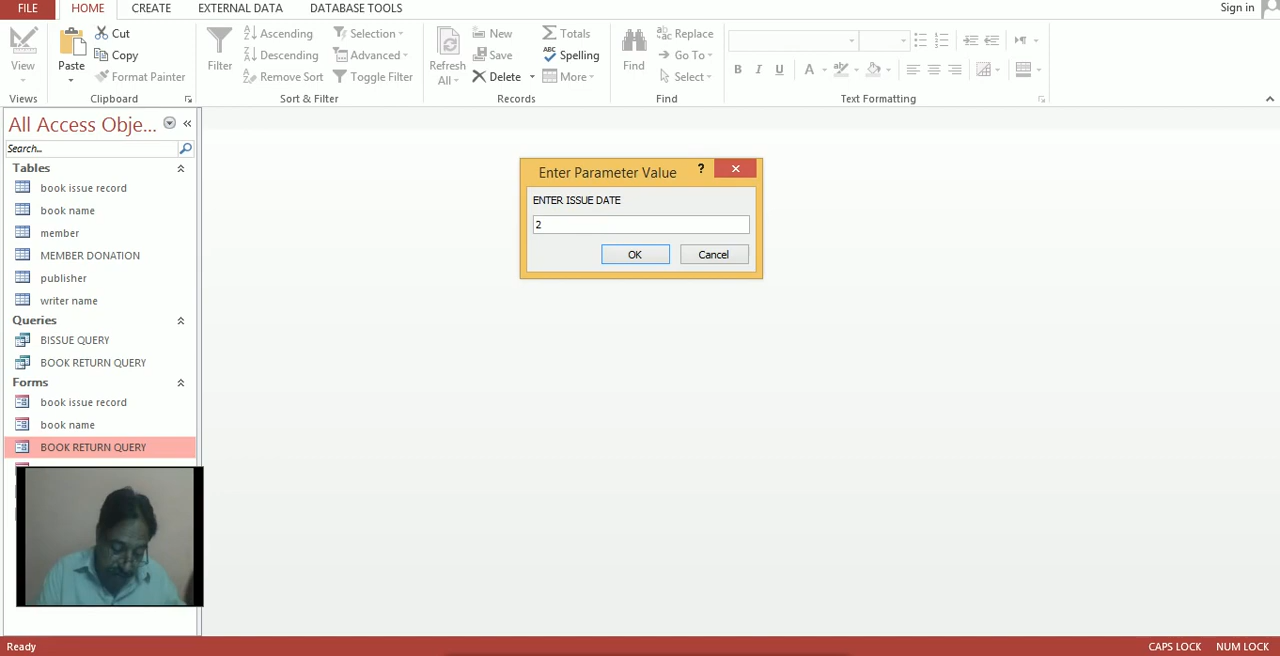 FILE HOME CREATE EXTERNAL DATA DATABASE TOOLS Sign in
View Paste Cut Copy Format Painter Filter Ascending Descending Remove Sort Selection Advanced Toggle Filter Refresh All New Save Delete Totals Spelling More Find Replace Go To Select B I U A
Views Clipboard Sort & Filter Records Find Text Formatting
All Access Obje... «
Search...
Tables
book issue record
book name
member
MEMBER DONATION
publisher
writer name
Queries
BISSUE QUERY
BOOK RETURN QUERY
Forms
book issue record
book name
BOOK RETURN QUERY
Enter Parameter Value ?
ENTER ISSUE DATE
2
OK Cancel
Ready CAPS LOCK NUM LOCK